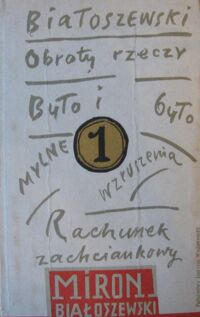 Białoszewski
Obroty rzeczy
Było i było
1
MYLNE wzruszenia
Rachunek
zachciankowy
MIRON
BIAŁOSZEWSKI